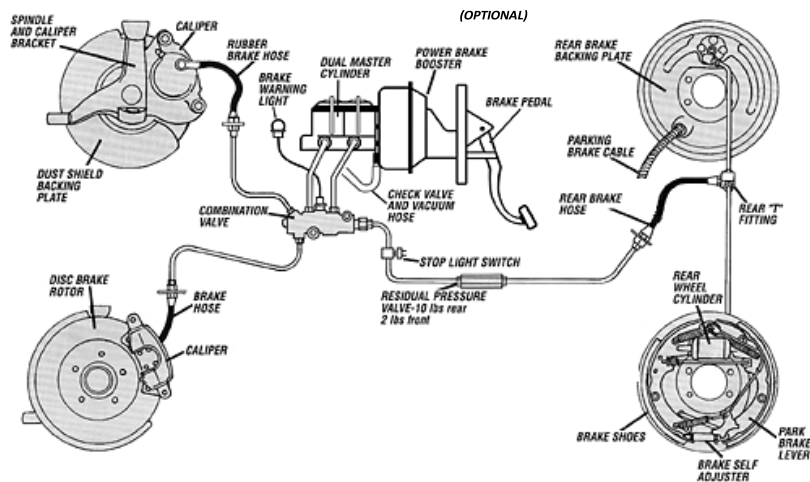 (OPTIONAL)
SPINDLE
AND CALIPER
BRACKET
CALIPER
RUBBER
BRAKE HOSE
BRAKE
WARNING
LIGHT
DUAL MASTER
CYLINDER
POWER BRAKE
BOOSTER
BRAKE PEDAL
REAR BRAKE
BACKING PLATE
PARKING
BRAKE CABLE
DUST SHIELD
BACKING
PLATE
COMBINATION
VALVE
CHECK VALVE
AND VACUUM
HOSE
REAR BRAKE
HOSE
REAR "T"
FITTING
STOP LIGHT SWITCH
DISC BRAKE
ROTOR
BRAKE
HOSE
CALIPER
RESIDUAL PRESSURE
VALVE-10 lbs rear
2 lbs front
REAR
WHEEL
CYLINDER
BRAKE SHOES
BRAKE SELF
ADJUSTER
PARK
BRAKE
LEVER